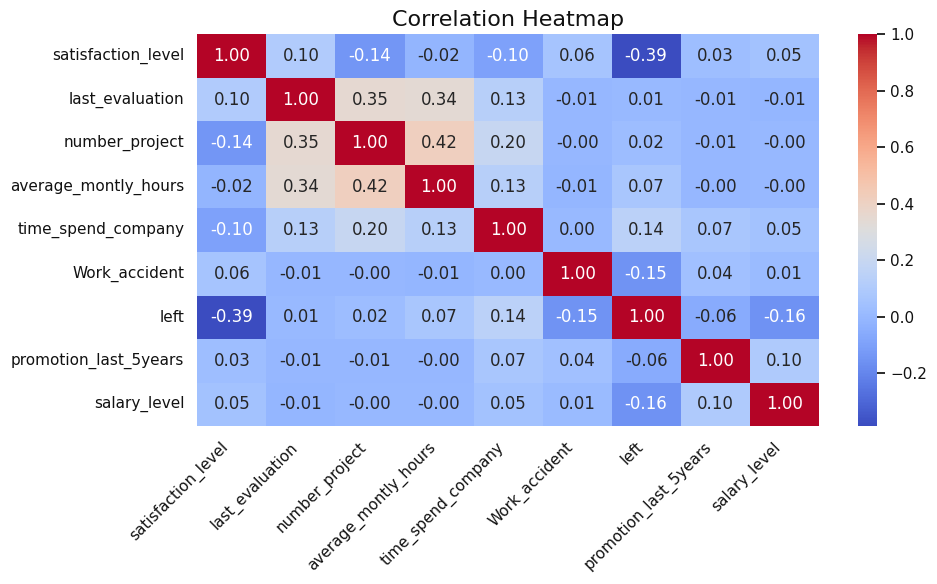 Correlation Heatmap
satisfaction_level 1.00 0.10 -0.14 -0.02 -0.10 0.06 -0.39 0.03 0.05
last_evaluation 0.10 1.00 0.35 0.34 0.13 -0.01 0.01 -0.01 -0.01
number_project -0.14 0.35 1.00 0.42 0.20 -0.00 0.02 -0.01 -0.00
average_montly_hours -0.02 0.34 0.42 1.00 0.13 -0.01 0.07 -0.00 -0.00
time_spend_company -0.10 0.13 0.20 0.13 1.00 0.00 0.14 0.07 0.05
Work_accident 0.06 -0.01 -0.00 -0.01 0.00 1.00 -0.15 0.04 0.01
left -0.39 0.01 0.02 0.07 0.14 -0.15 1.00 -0.06 -0.16
promotion_last_5years 0.03 -0.01 -0.01 -0.00 0.07 0.04 -0.06 1.00 0.10
salary_level 0.05 -0.01 -0.00 -0.00 0.05 0.01 -0.16 0.10 1.00
satisfaction_level
last_evaluation
number_project
average_montly_hours
time_spend_company
Work_accident
left
promotion_last_5years
salary_level
1.0
0.8
0.6
0.4
0.2
0.0
−0.2